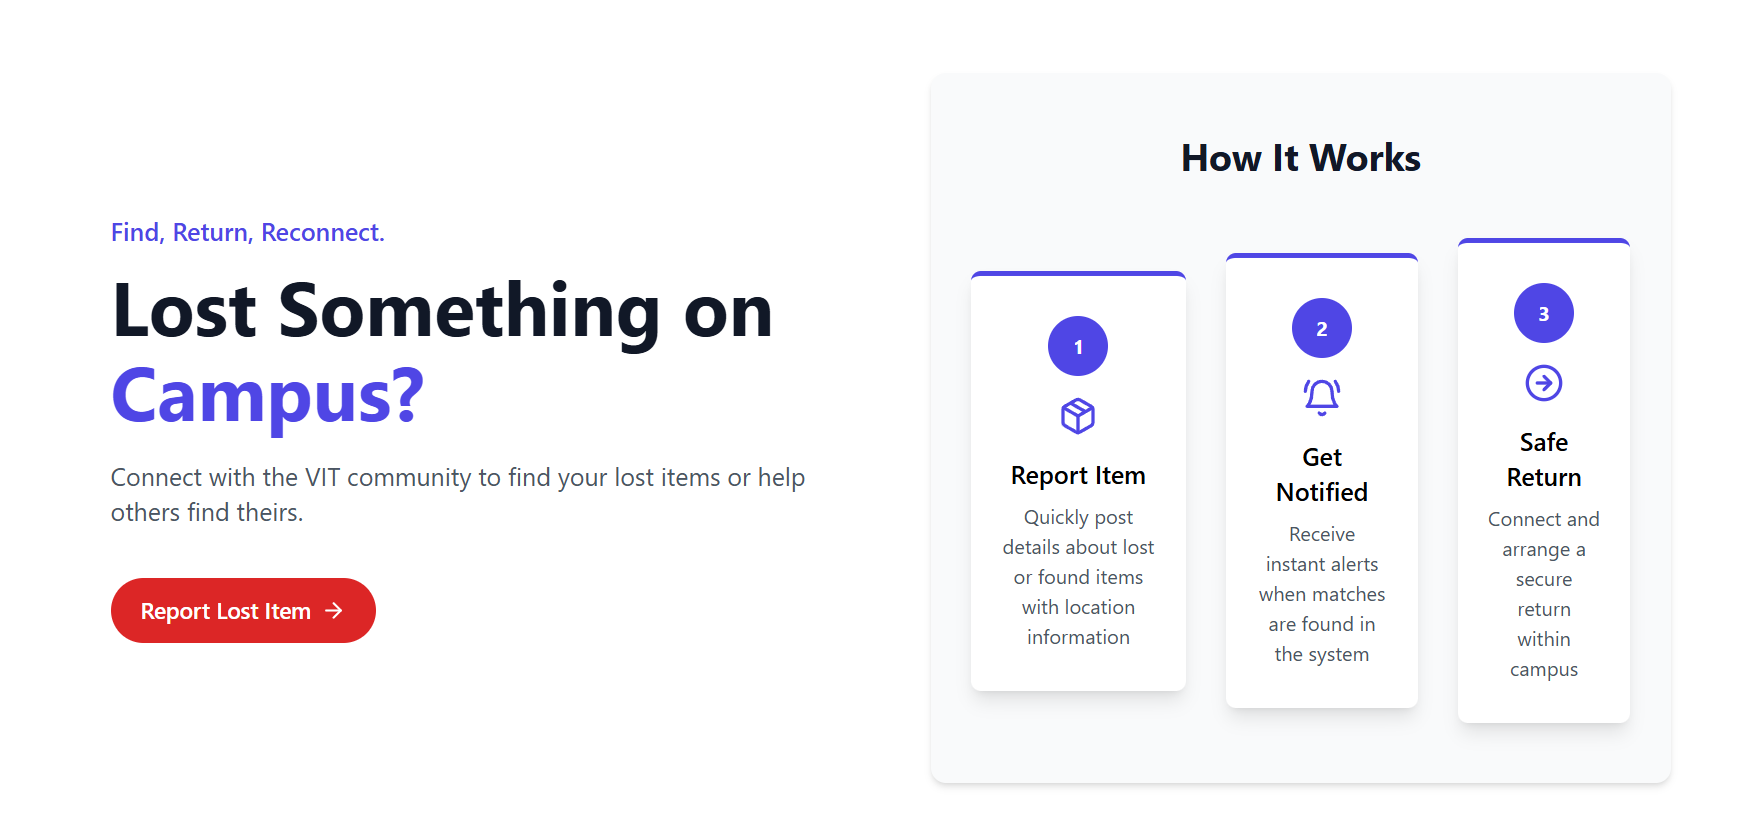 Find, Return, Reconnect.
Lost Something on
Campus?
Connect with the VIT community to find your lost items or help
others find theirs.
Report Lost Item
How It Works
1
Report Item
Quickly post
details about lost
or found items
with location
information
2
Get
Notified
Receive
instant alerts
when matches
are found in
the system
3
Safe
Return
Connect and
arrange a
secure
return
within
campus